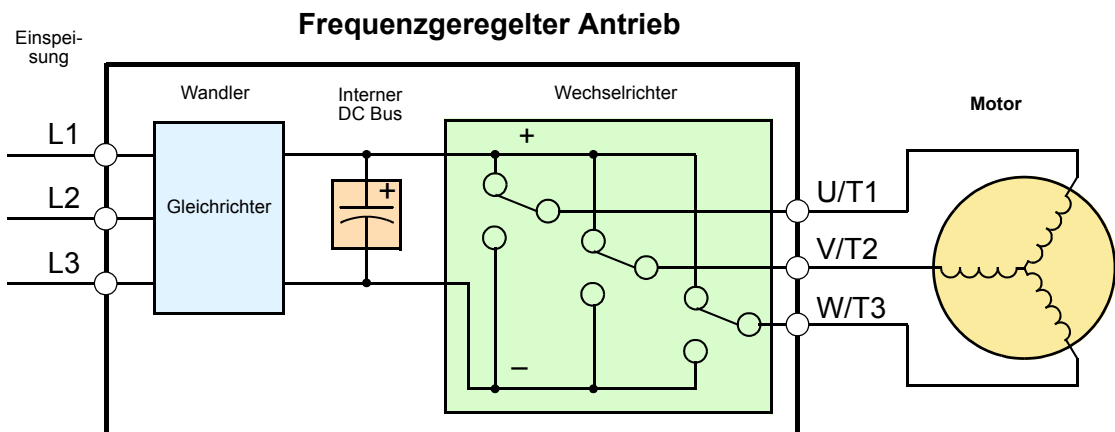 Frequenzgeregelter Antrieb
Einspei-
sung
Wandler
Interner
DC Bus
Wechselrichter
Motor
L1
L2
L3
Gleichrichter
+
+
–
U/T1
V/T2
W/T3